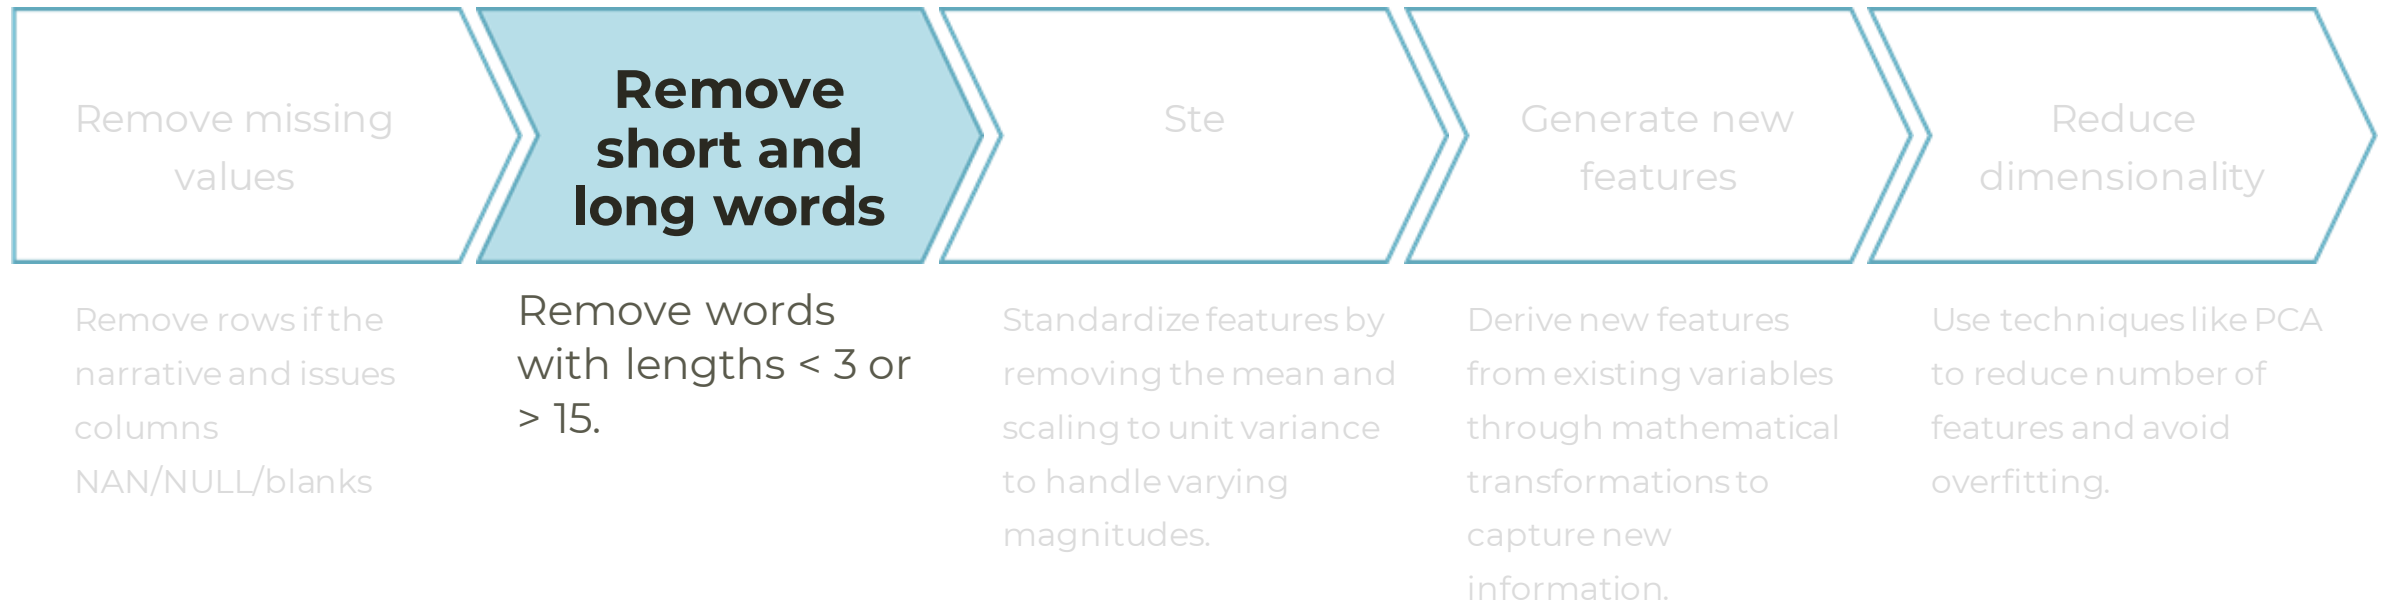 Remove missing
values
Remove
short and
long words
Ste
Generate new
features
Reduce
dimensionality
Remove rows if the
narrative and issues
columns
NAN/NULL/blanks
Remove words
with lengths < 3 or
> 15.
Standardize features by
removing the mean and
scaling to unit variance
to handle varying
magnitudes.
Derive new features
from existing variables
through mathematical
transformations to
capture new
information.
Use techniques like PCA
to reduce number of
features and avoid
overfitting.